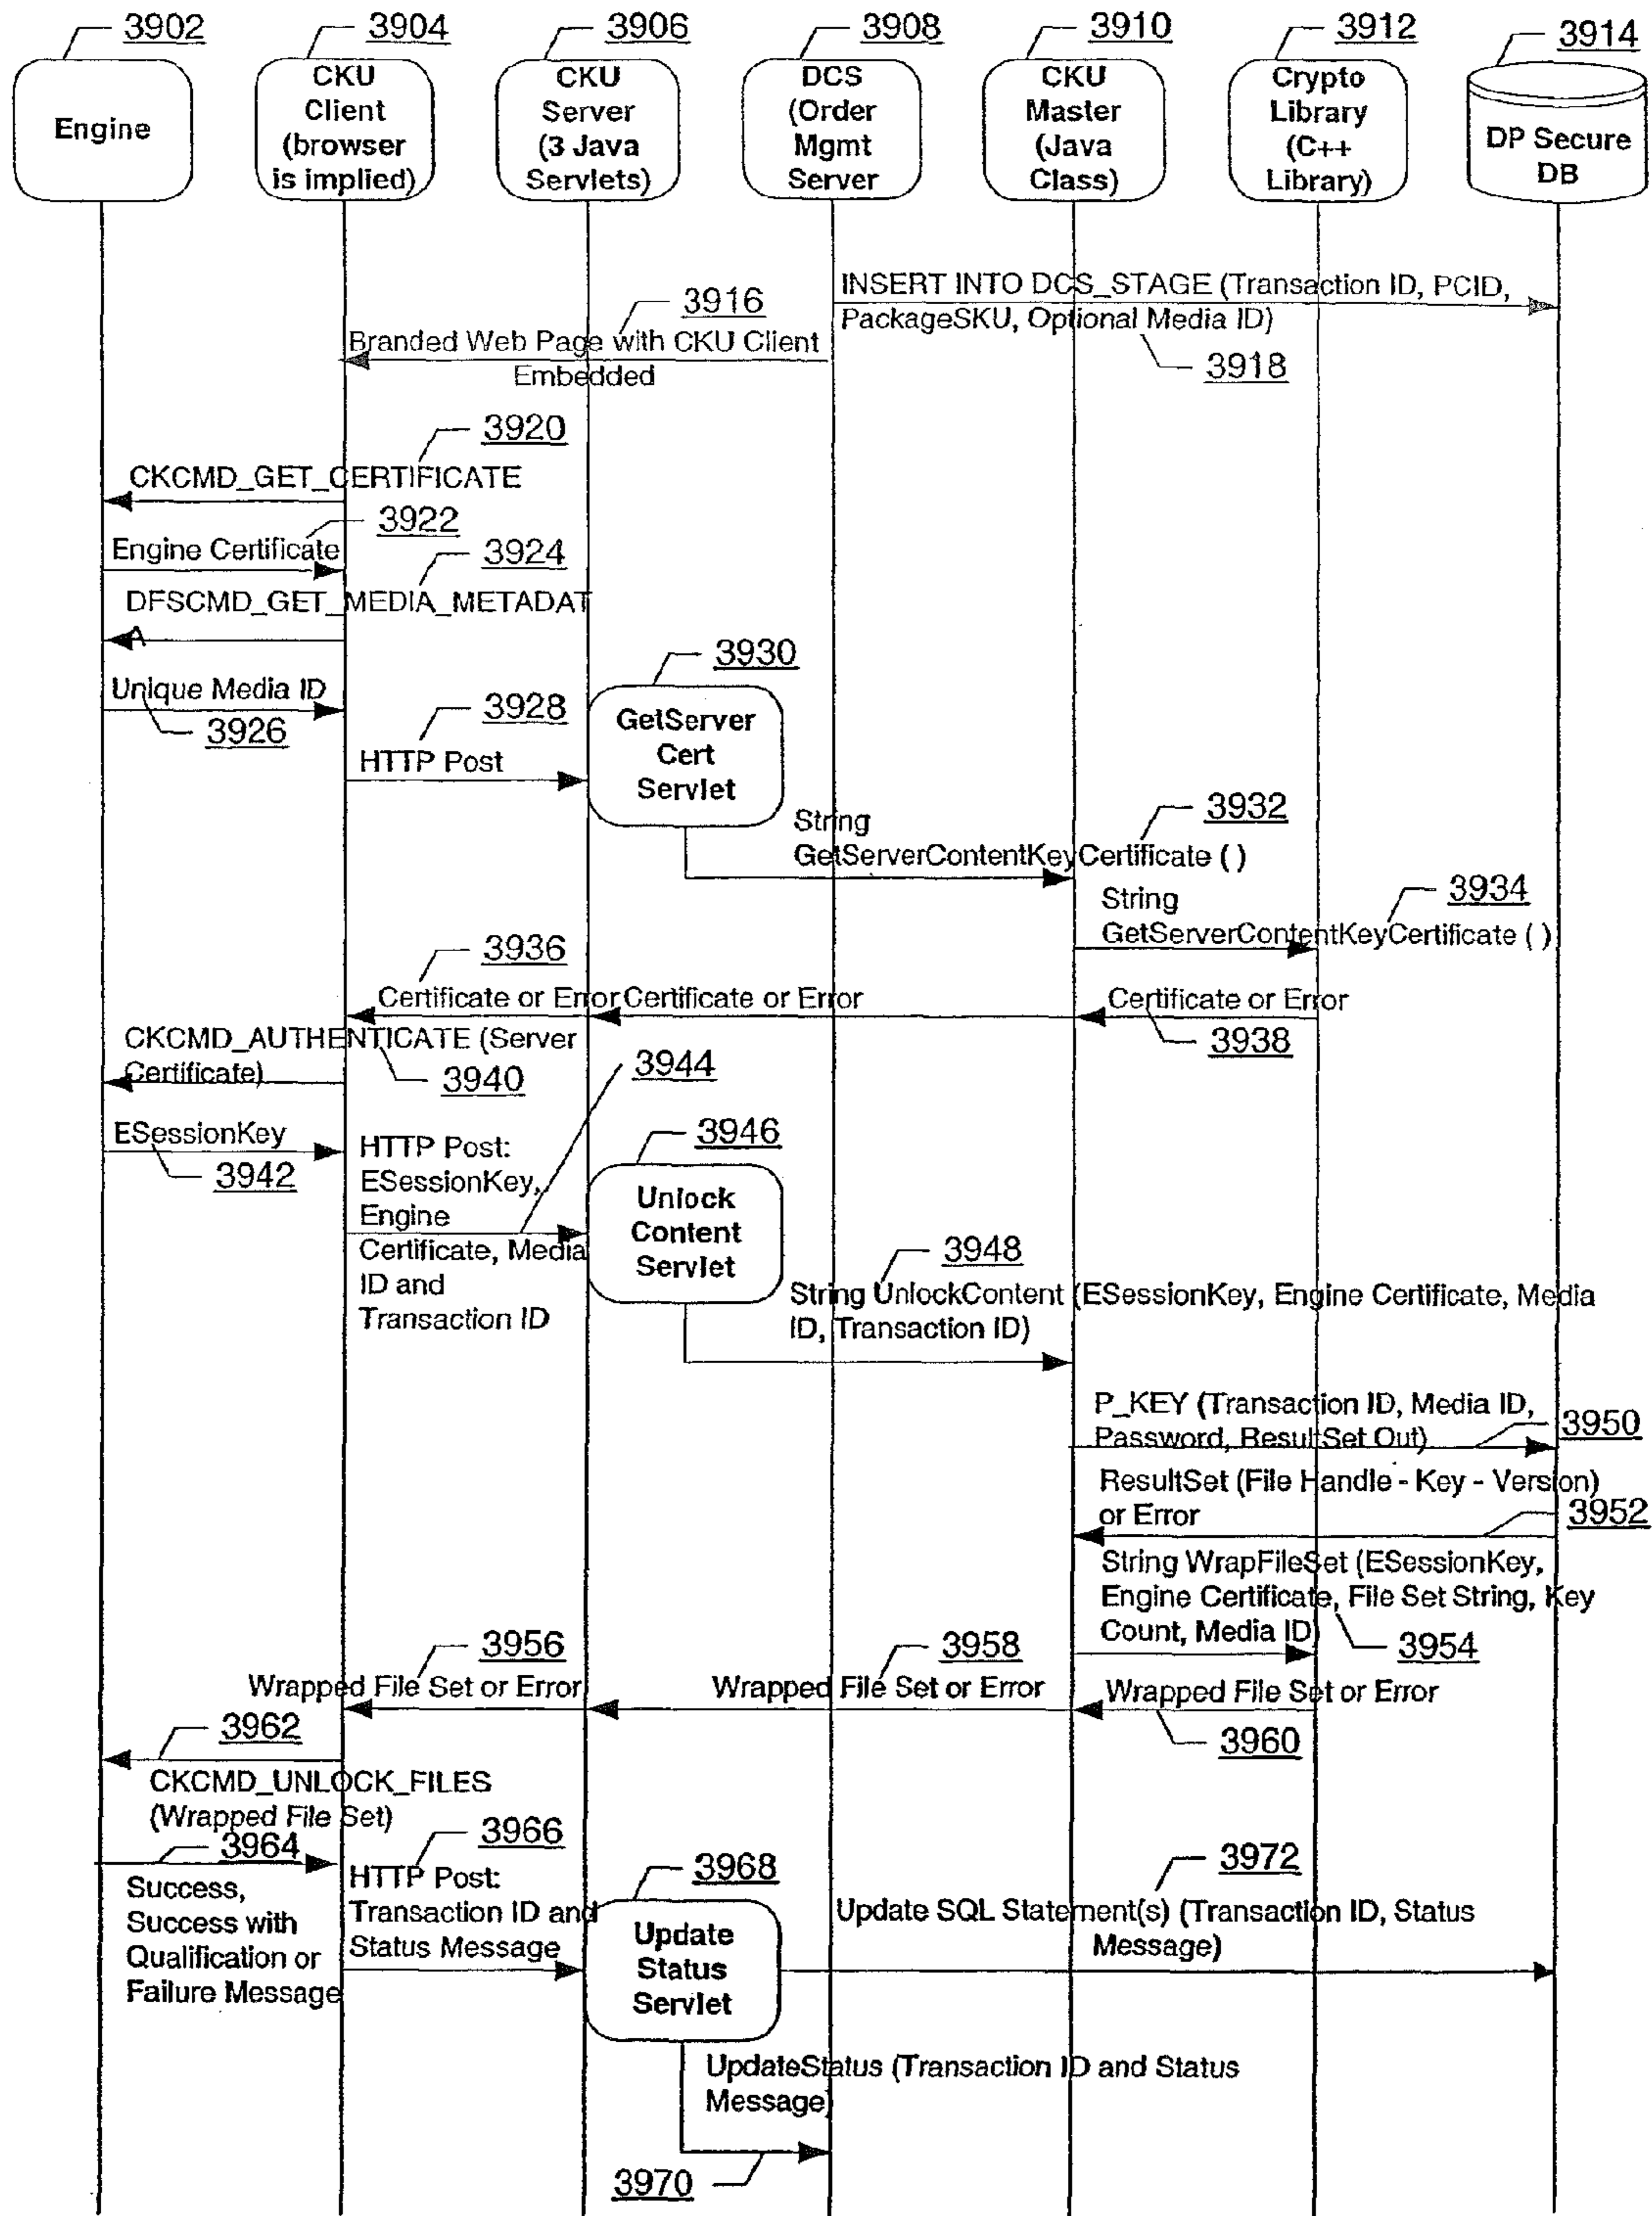 3902
3904
3906
3908
3910
3912
3914
Engine
CKU
Client
(browser
is implied)
CKU
Server
(3 Java
Servlets)
DCS
(Order
Mgmt
Server
CKU
Master
(Java
Class)
Crypto
Library
(C++
Library)
DP Secure
DB
INSERT INTO DCS_STAGE (Transaction ID, PCID,
PackageSKU, Optional Media ID)
3916
3918
Branded Web Page with CKU Client
Embedded
3920
CKCMD_GET_CERTIFICATE
3922
Engine Certificate
3924
DFSCMD_GET_MEDIA_METADAT
A
Unique Media ID
3926
3928
HTTP Post
3930
GetServer
Cert
Servlet
3932
String
GetServerContentKeyCertificate ( )
3934
String
GetServerContentKeyCertificate ( )
3936
Certificate or Error
Certificate or Error
Certificate or Error
3938
CKCMD_AUTHENTICATE (Server
Certificate)
3940
3944
ESessionKey
3942
HTTP Post:
ESessionKey,
Engine
Certificate, Media
ID and
Transaction ID
3946
Unlock
Content
Servlet
3948
String UnlockContent (ESessionKey, Engine Certificate, Media
ID, Transaction ID)
P_KEY (Transaction ID, Media ID,
Password, ResultSet Out)
3950
ResultSet (File Handle - Key - Version)
or Error
3952
String WrapFileSet (ESessionKey,
Engine Certificate, File Set String, Key
Count, Media ID)
3954
3956
Wrapped File Set or Error
3958
Wrapped File Set or Error
Wrapped File Set or Error
3960
3962
CKCMD_UNLOCK_FILES
(Wrapped File Set)
3964
Success,
Success with
Qualification or
Failure Message
3966
HTTP Post:
Transaction ID and
Status Message
3968
Update
Status
Servlet
3972
Update SQL Statement(s) (Transaction ID, Status
Message)
UpdateStatus (Transaction ID and Status
Message)
3970